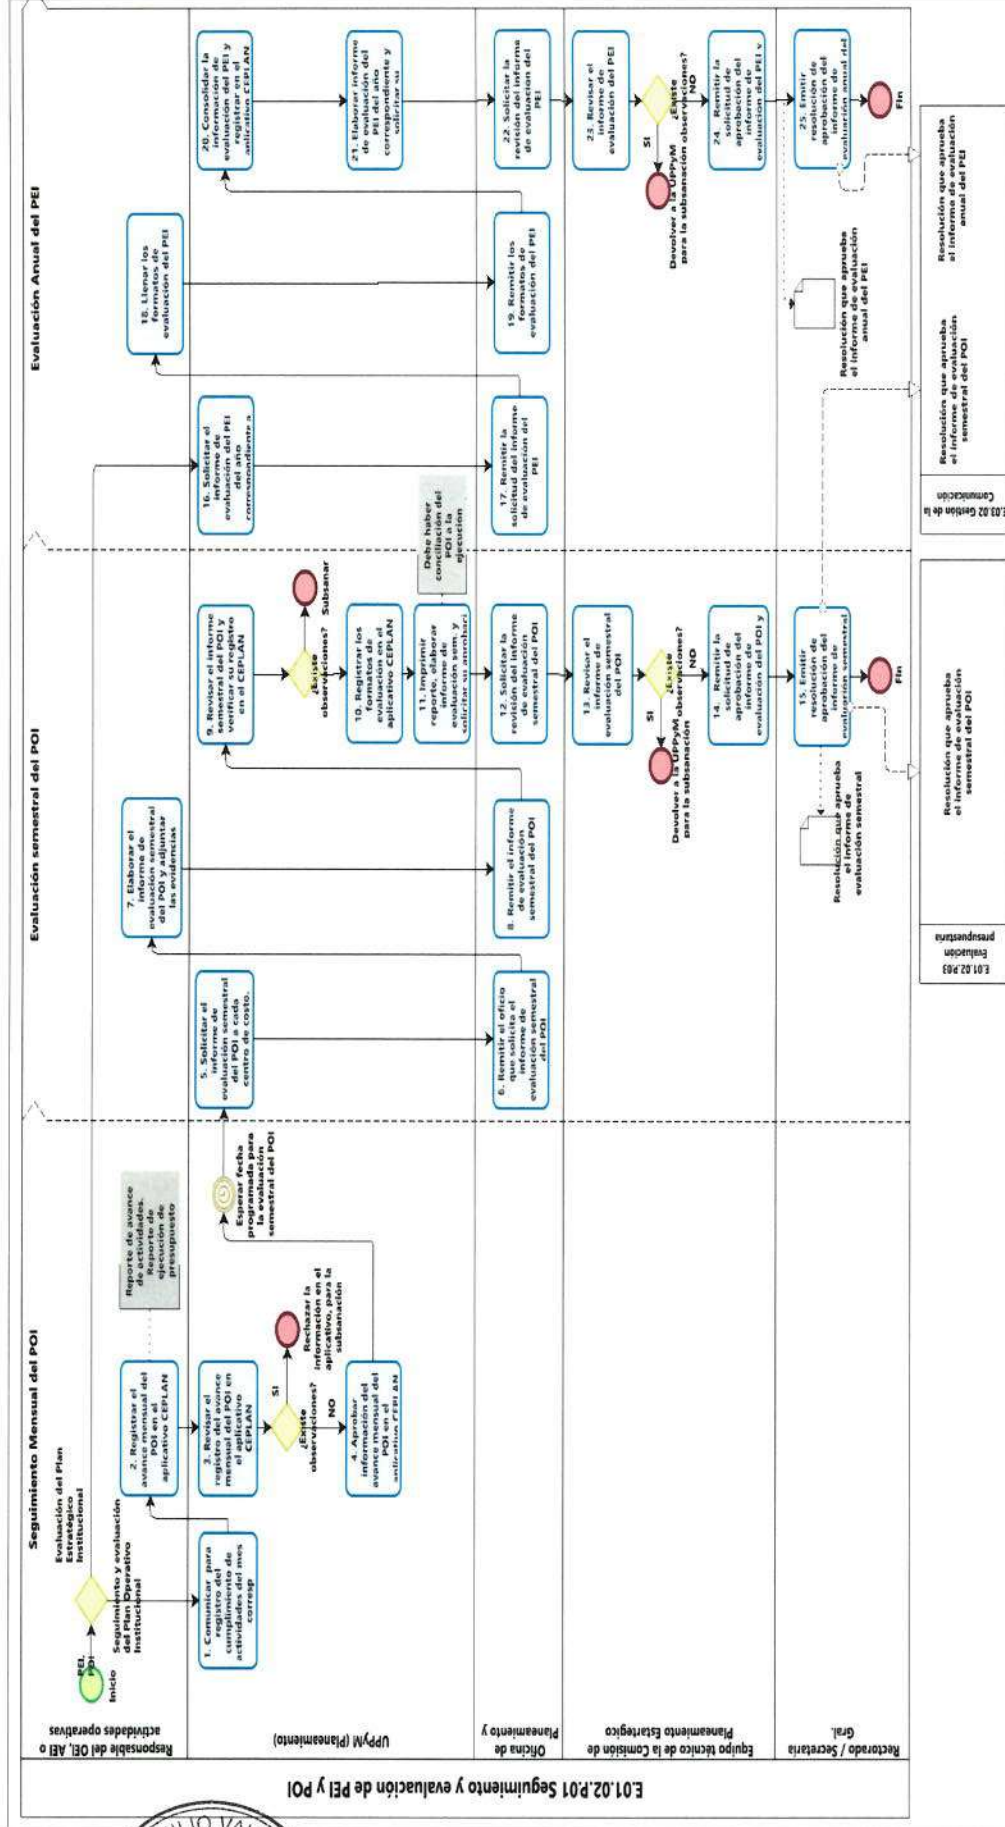 E.01.02.P.01 Seguimiento y evaluación de PEI y POI
Seguimiento Mensual del POI
Evaluación semestral del POI
Evaluación Anual del PEI
Responsable del OEI, AEI o
actividades operativas
UPPyM (Planeamiento)
Oficina de
Planeamiento y
Equipo técnico de la Comisión de
Planeamiento Estartegico
Rectorado / Secretaria
Gral.
Inicio
PEI,
POI
Evaluación del Plan
Estratégico
Institucional
Seguimiento y evaluación
del Plan Operativo
Institucional
1. Comunicar para
registro del
cumplimiento de
actividades del mes
corresp
2. Registrar el
avance mensual del
POI en el
aplicativo CEPLAN
Reporte de avance
de actividades.
Reporte de
ejecución de
presupuesto
3. Revisar el
registro del avance
mensual del POI en
el aplicativo
CEPLAN
¿Existe
observaciones?
SI
NO
Rechazar la
información en el
aplicativo, para la
subsanación
4. Aprobar
información del
avance mensual del
POI en el
aplicativo CEPLAN
Esperar fecha
programada para
la evaluación
semestral del POI
5. Solicitar el
informe de
evaluación semestral
del POI a cada
centro de costo.
6. Remitir el oficio
que solicita el
informe de
evaluación semestral
del POI
7. Elaborar el
informe de
evaluación semestral
del POI y adjuntar
las evidencias
8. Remitir el informe
de evaluación
semestral del POI
9. Revisar el informe
semestral del POI y
verificar su registro
en el CEPLAN
¿Existe
observaciones?
Subsanar
10. Registrar los
formatos de
evaluación en el
aplicativo CEPLAN
11. Imprimir
reporte, elaborar
informe de
evaluación sem. y
solicitar su aprobaci
Debe haber
conciliación del
POI a la
ejecución
12. Solicitar la
revisión del informe
de evaluación
semestral del POI
13. Revisar el
informe de
evaluación semestral
del POI
¿Existe
observaciones?
SI
NO
Devolver a la UPPyM
para la subsanación
14. Remitir la
solicitud de
aprobación del
informe de
evaluación del POI y
15. Emitir
resolución de
aprobación del
informe de
evaluación semestral
Resolución que aprueba
el informe de
evaluación semestral
Fin
16. Solicitar el
informe de
evaluación del PEI
del año
correspondiente a
17. Remitir la
solicitud del informe
de evaluación del
PEI
18. Llenar los
formatos de
evaluación del PEI
19. Remitir los
formatos de
evaluación del PEI
20. Consolidar la
información de
evaluación del PEI y
registrar en el
aplicativo CEPLAN
21. Elaborar informe
de evaluación del
PEI del año
correspondiente y
solicitar su
22. Solicitar la
revisión del informe
de evaluación del
PEI
23. Revisar el
informe de
evaluación del PEI
¿Existe
observaciones?
SI
NO
Devolver a la UPPyM
para la subsanación
24. Remitir la
solicitud de
aprobación del
informe de
evaluación del PEI y
25. Emitir
resolución de
aprobación del
informe de
evaluación anual del
Resolución que aprueba
el informe de evaluación
anual del PEI
Fin
E.01.02.P.03
Evaluación
presupuestaria
Resolución que aprueba
el informe de evaluación
semestral del POI
E.03.02 Gestión de la
Comunicación
Resolución que aprueba
el informe de evaluación
semestral del POI
Resolución que aprueba
el informe de evaluación
anual del PEI